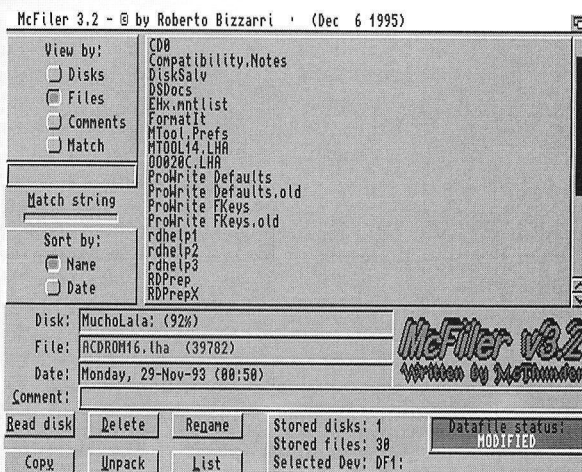 McFiler 3.2 - © by Roberto Bizzarri ' (Dec 6 1995)
View by:
Disks
Files
Comments
Match
Match string
Sort by:
Name
Date
CD0
Compatibility.Notes
DiskSalv
DSDocs
EHx.mntlist
FormatIt
MTool.Prefs
MTOOL14.LHA
OO020C.LHA
ProWrite Defaults
ProWrite Defaults.old
ProWrite FKeys
ProWrite FKeys.old
rdhelp1
rdhelp2
rdhelp3
RDPrep
RDPrepX
Disk: MuchoLala: (92%)
File: ACDROM16.lha (39782)
Date: Monday, 29-Nov-93 (00:50)
Comment:
McFiler v3.2
Written by McThunder
Read disk
Delete
Rename
Copy
Unpack
List
Stored disks: 1
Stored files: 30
Selected Dev: DF1:
Datafile status:
MODIFIED